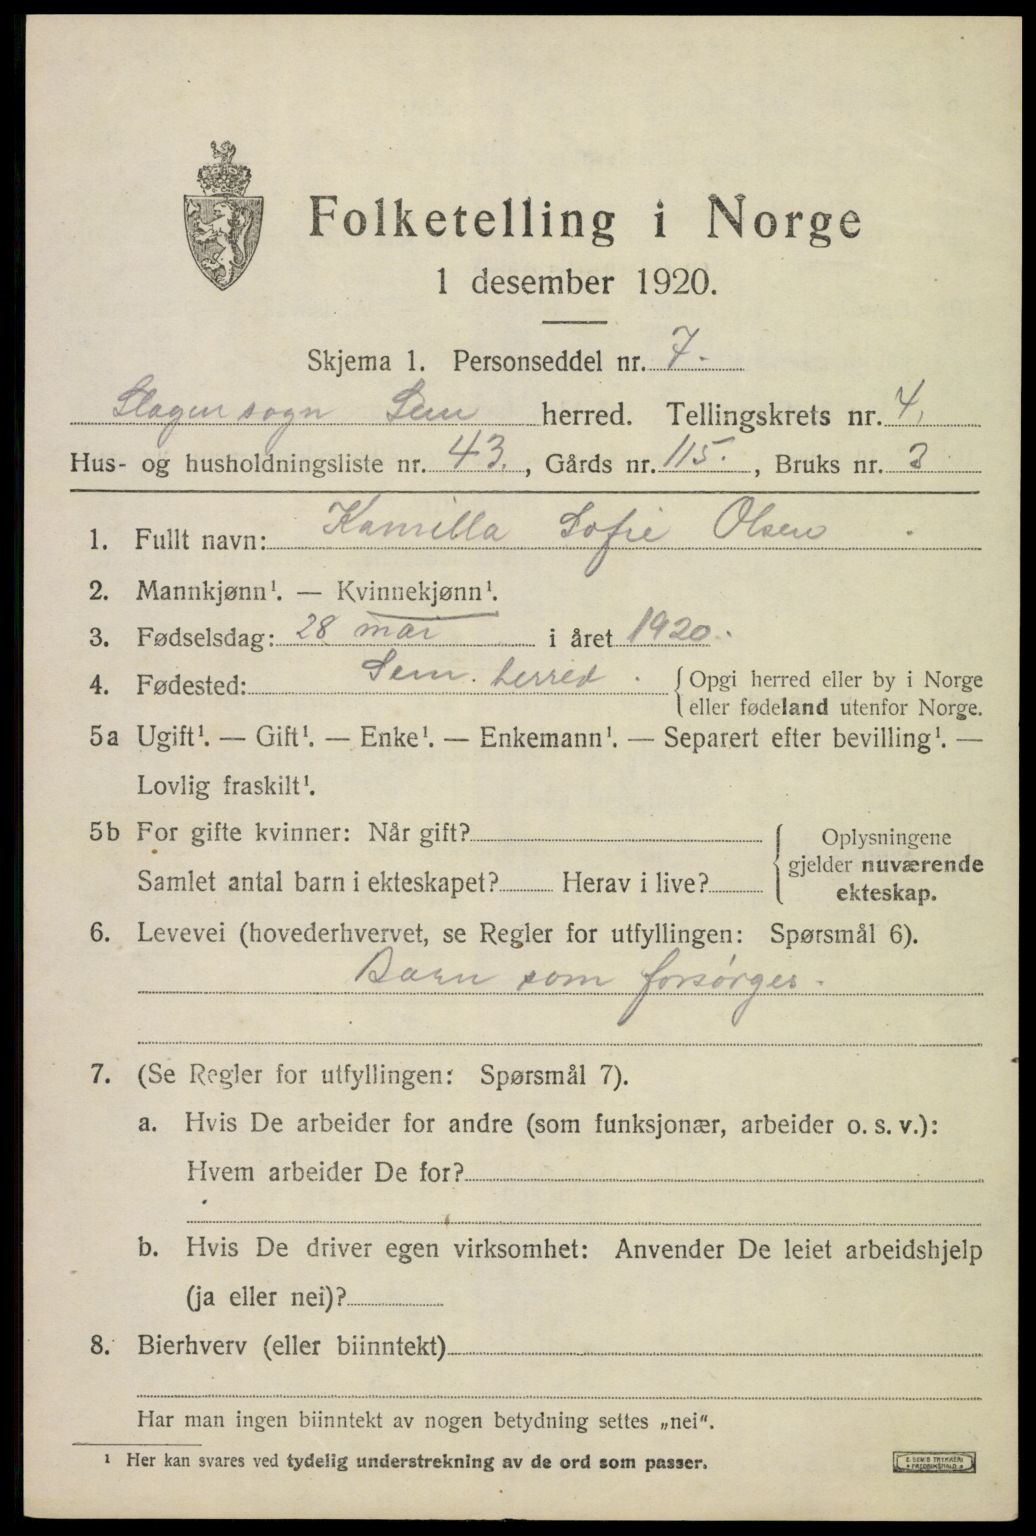 Folketelling i Norge
1 desember 1920.
Skjema 1. Personseddel nr. 7.
Slagen sogn Sem herred. Tellingskrets nr. 4.
Hus- og husholdningsliste nr. 43., Gårds nr. 115., Bruks nr. 3
1. Fullt navn: Kamilla Sofie Olsen
2. Mannkjønn¹. — Kvinnekjønn¹.
3. Fødselsdag: 28 mai i året 1920.
4. Fødested: Sem. herred. Opgi herred eller by i Norge
eller fødeland utenfor Norge.
5a Ugift¹. — Gift¹. — Enke¹. — Enkemann¹. — Separert efter bevilling¹. —
Lovlig fraskilt¹.
5b For gifte kvinner: Når gift? Oplysningene
gjelder nuværende
Samlet antal barn i ekteskapet? Herav i live? ekteskap.
6. Levevei (hovederhvervet, se Regler for utfyllingen: Spørsmål 6).
Barn som forsørges.
7. (Se Regler for utfyllingen: Spørsmål 7).
a. Hvis De arbeider for andre (som funksjonær, arbeider o. s. v.):
Hvem arbeider De for?
b. Hvis De driver egen virksomhet: Anvender De leiet arbeidshjelp
(ja eller nei)?
8. Bierhverv (eller biinntekt)
Har man ingen biinntekt av nogen betydning settes „nei".
¹ Her kan svares ved tydelig understrekning av de ord som passer.
E. SEM'S TRYKKERI
FREDRIKSHALD